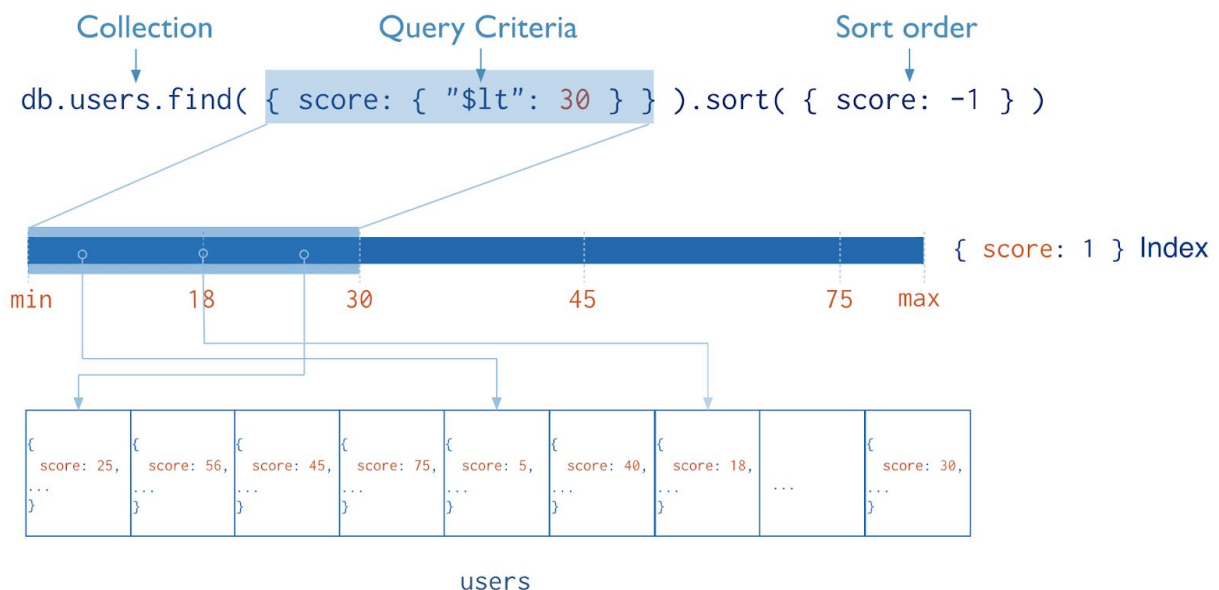 Collection Query Criteria Sort order
db.users.find( { score: { "$lt": 30 } } ).sort( { score: -1 } )
{ score: 1 } Index
min 18 30 45 75 max
{ { { { { { { {
score: 25, score: 56, score: 45, score: 75, score: 5, score: 40, score: 18, score: 30,
... ... ... ... ... ... ... ... ...
} } } } } } } }
users